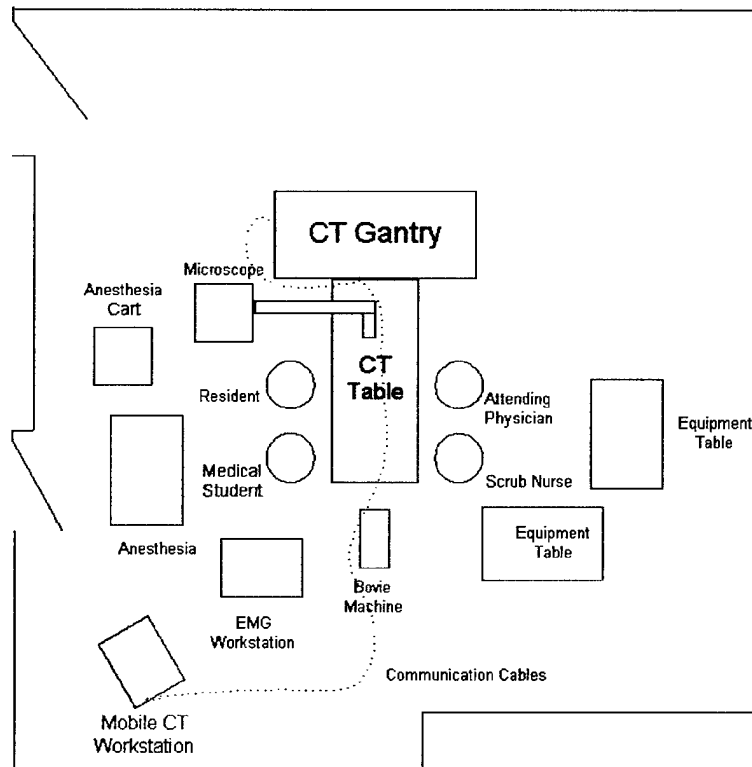 CT Gantry
Microscope
Anesthesia
Cart
CT
Table
Resident
Attending
Physician
Equipment
Table
Medical
Student
Scrub Nurse
Anesthesia
Equipment
Table
Bovie
Machine
EMG
Workstation
Communication Cables
Mobile CT
Workstation